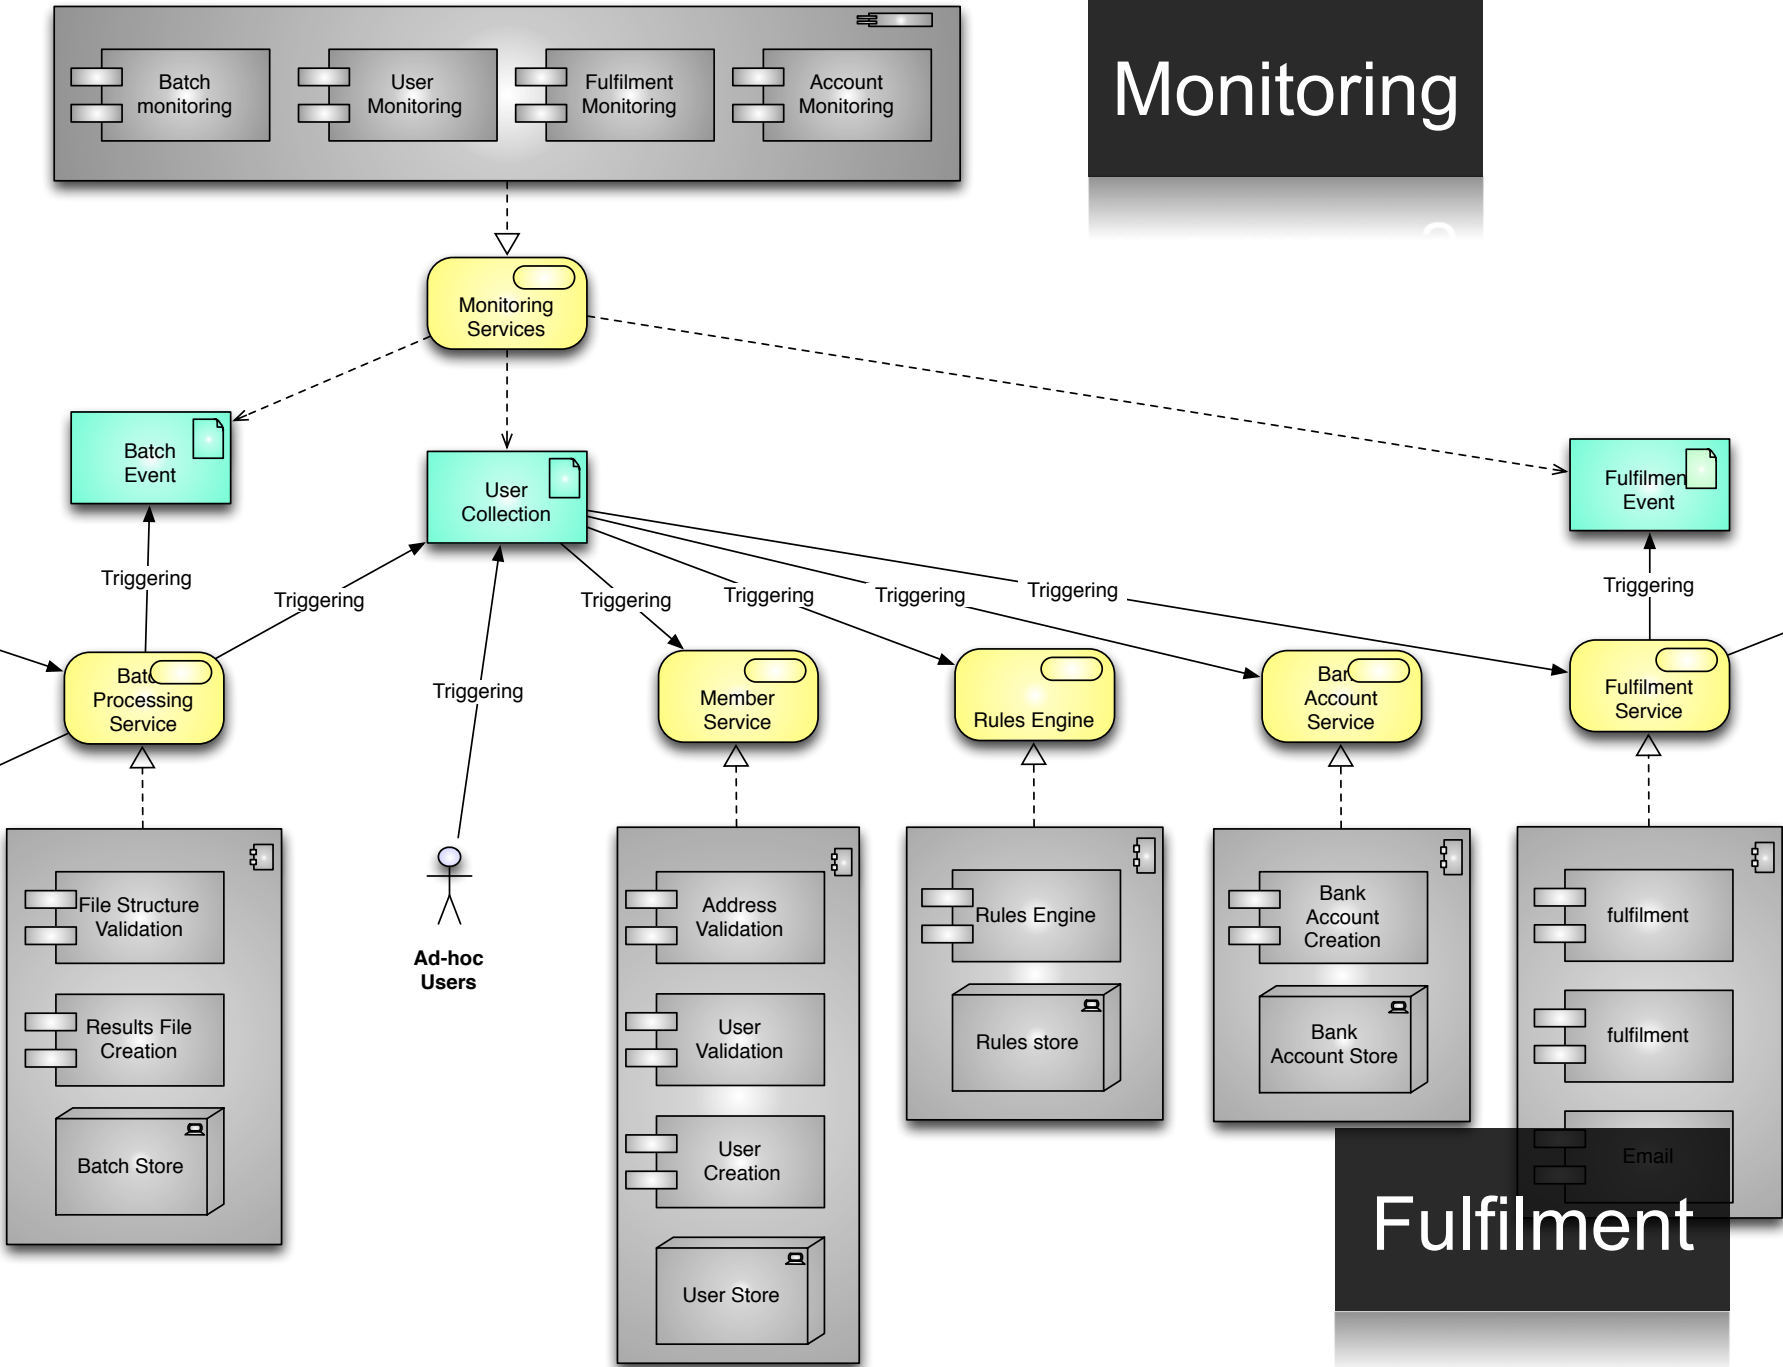 Monitoring
Batch
monitoring
User
Monitoring
Fulfilment
Monitoring
Account
Monitoring
Monitoring
Services
Batch
Event
User
Collection
Fulfilment
Event
Triggering
Triggering
Triggering
Triggering
Triggering
Triggering
Triggering
Triggering
Batch
Processing
Service
Member
Service
Rules Engine
Bank
Account
Service
Fulfilment
Service
File Structure
Validation
Results File
Creation
Batch Store
Ad-hoc
Users
Address
Validation
User
Validation
User
Creation
User Store
Rules Engine
Rules store
Bank
Account
Creation
Bank
Account Store
fulfilment
fulfilment
Email
Fulfilment